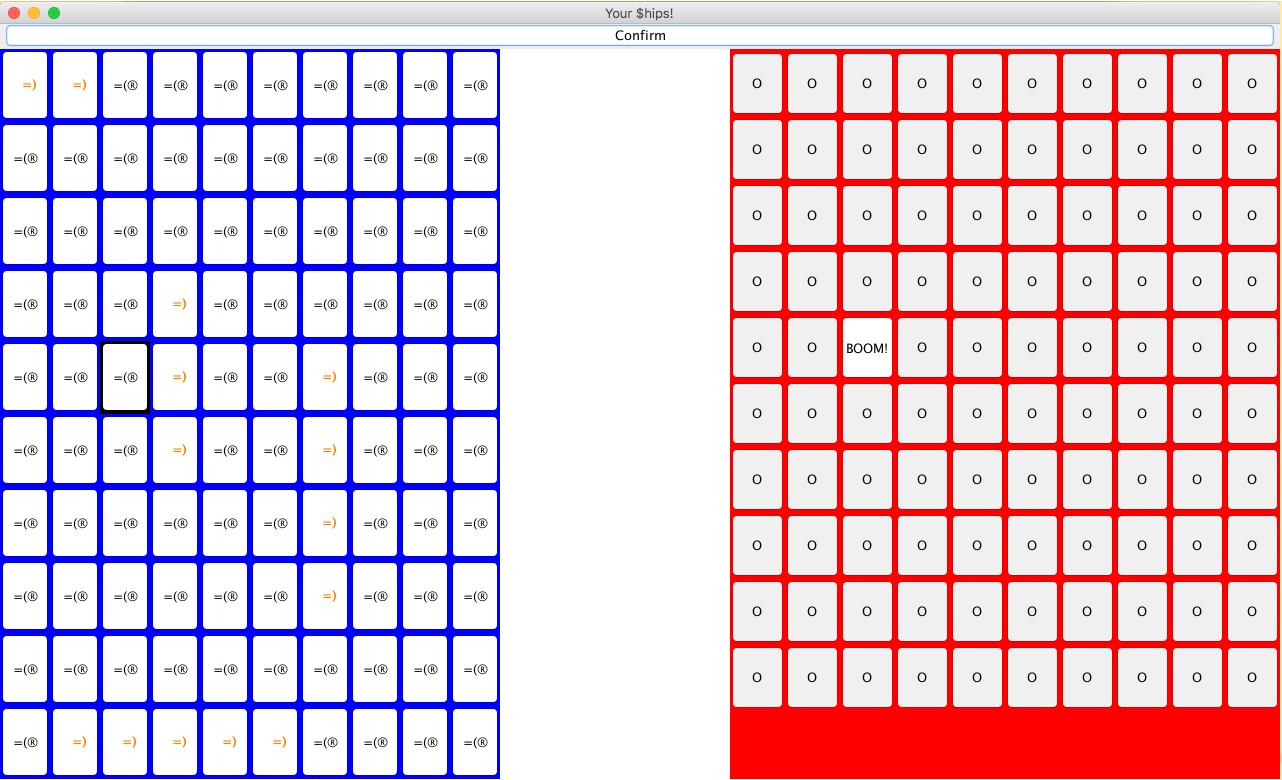 Your $hips!
Confirm
=) =) =(® =(® =(® =(® =(® =(® =(® =(®
=(® =(® =(® =(® =(® =(® =(® =(® =(® =(®
=(® =(® =(® =(® =(® =(® =(® =(® =(® =(®
=(® =(® =(® =) =(® =(® =(® =(® =(® =(®
=(® =(® =(® =) =(® =(® =) =(® =(® =(®
=(® =(® =(® =) =(® =(® =) =(® =(® =(®
=(® =(® =(® =(® =(® =(® =) =(® =(® =(®
=(® =(® =(® =(® =(® =(® =) =(® =(® =(®
=(® =(® =(® =(® =(® =(® =(® =(® =(® =(®
=(® =) =) =) =) =) =(® =(® =(® =(®
O O O O O O O O O O
O O O O O O O O O O
O O O O O O O O O O
O O O O O O O O O O
O O BOOM! O O O O O O O
O O O O O O O O O O
O O O O O O O O O O
O O O O O O O O O O
O O O O O O O O O O
O O O O O O O O O O